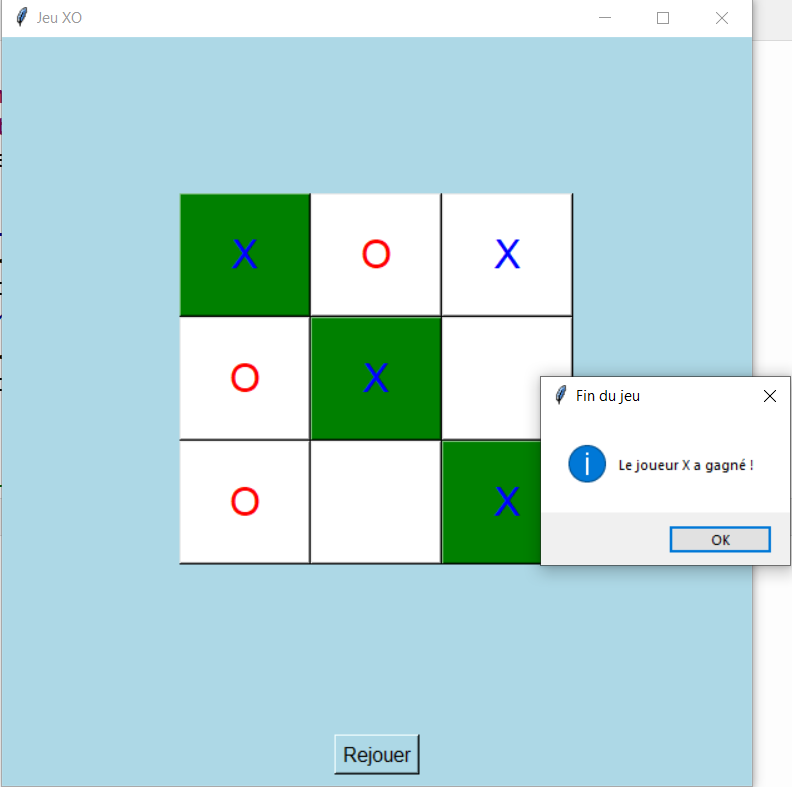 Jeu XO
X O X
O X
Fin du jeu
Le joueur X a gagné !
OK
O X
Rejouer